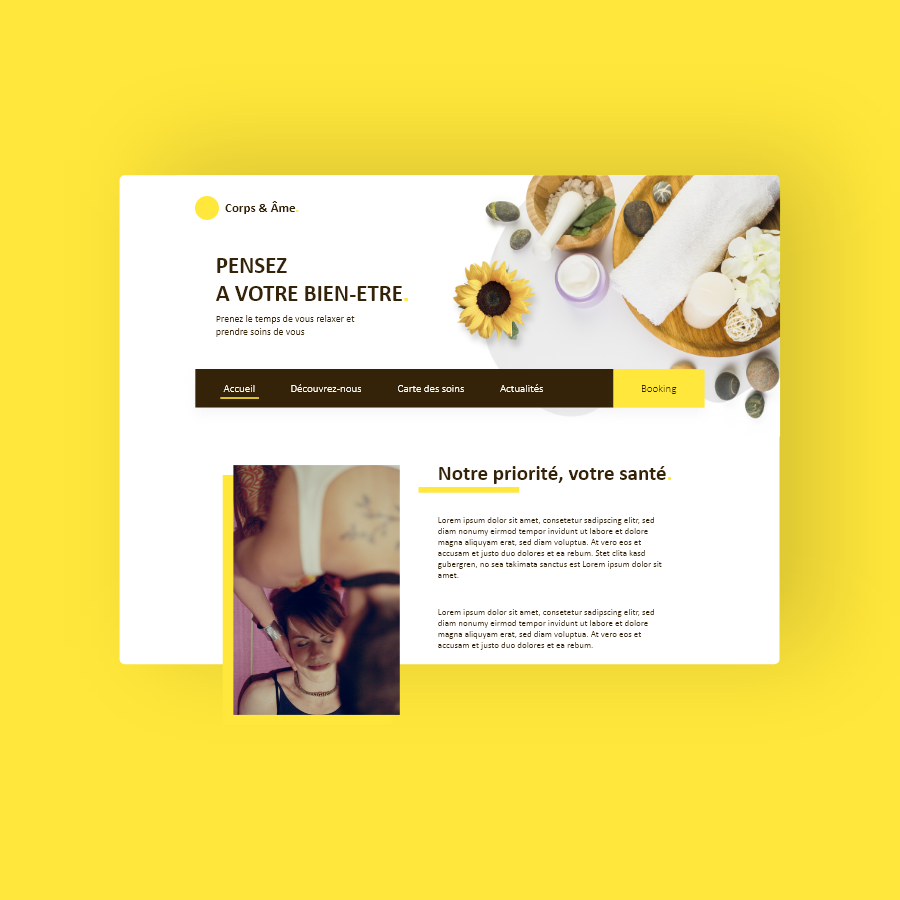 Corps & Âme.
PENSEZ
A VOTRE BIEN-ETRE.
Prenez le temps de vous relaxer et
prendre soins de vous
Accueil
Découvrez-nous
Carte des soins
Actualités
Booking
Notre priorité, votre santé.
Lorem ipsum dolor sit amet, consetetur sadipscing elitr, sed
diam nonumy eirmod tempor invidunt ut labore et dolore
magna aliquyam erat, sed diam voluptua. At vero eos et
accusam et justo duo dolores et ea rebum. Stet clita kasd
gubergren, no sea takimata sanctus est Lorem ipsum dolor sit
amet.
Lorem ipsum dolor sit amet, consetetur sadipscing elitr, sed
diam nonumy eirmod tempor invidunt ut labore et dolore
magna aliquyam erat, sed diam voluptua. At vero eos et
accusam et justo duo dolores et ea rebum.